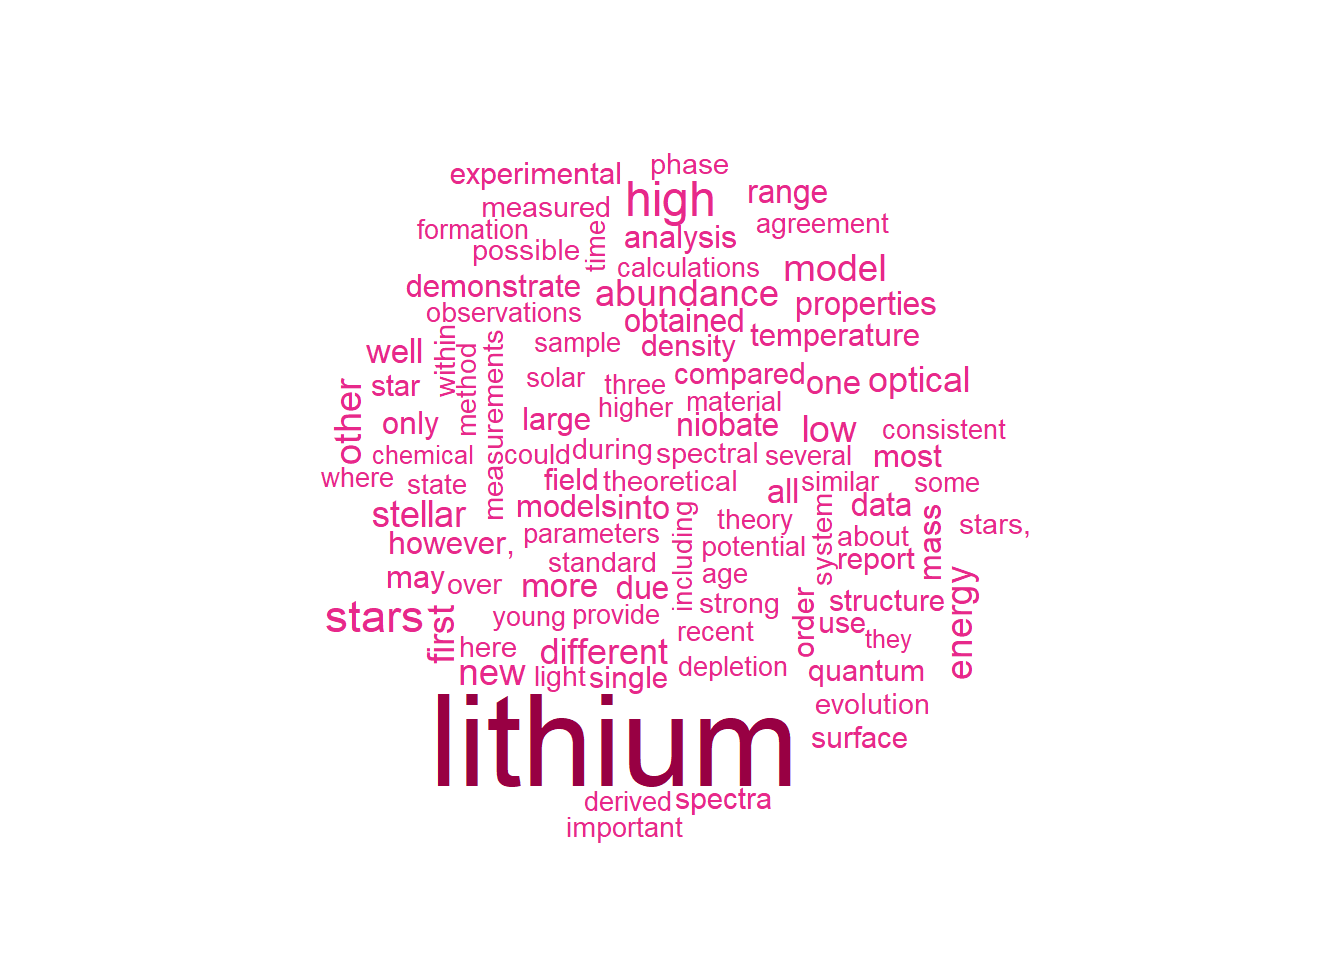 phase
experimental
high
range
measured
agreement
formation
time
analysis
possible
calculations
model
demonstrate
abundance
properties
observations
obtained
temperature
well
within
method
measurements
sample
density
star
solar
three
compared
one
optical
other
only
large
higher
material
niobate
low
consistent
chemical
could
during
spectral
several
most
where
state
field
theoretical
all
similar
some
stellar
models
into
including
theory
system
data
mass
stars,
however,
parameters
potential
about
standard
report
may
over
more
due
age
energy
stars
first
young
provide
strong
order
structure
use
here
different
recent
they
new
light
single
depletion
quantum
evolution
lithium
surface
derived
spectra
important